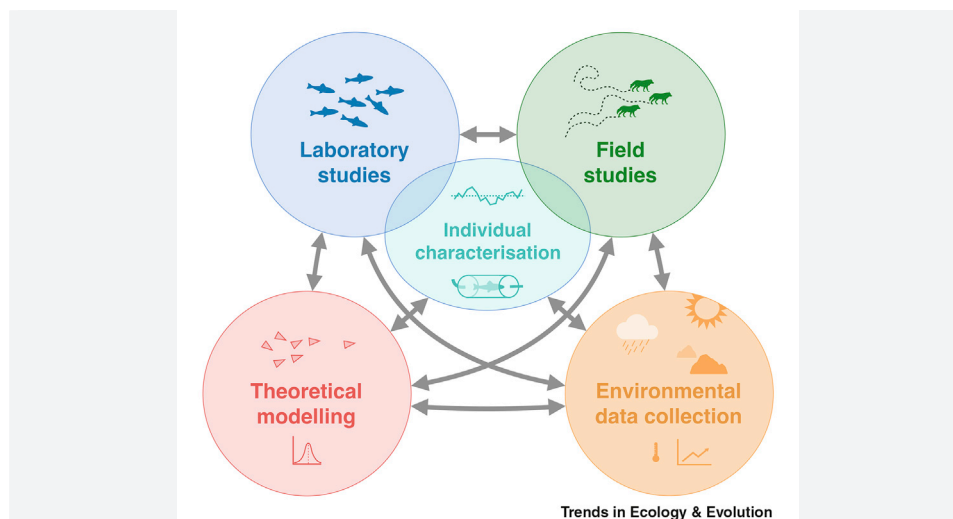 Laboratory
studies
Field
studies
Individual
characterisation
Theoretical
modelling
Environmental
data collection
Trends in Ecology & Evolution